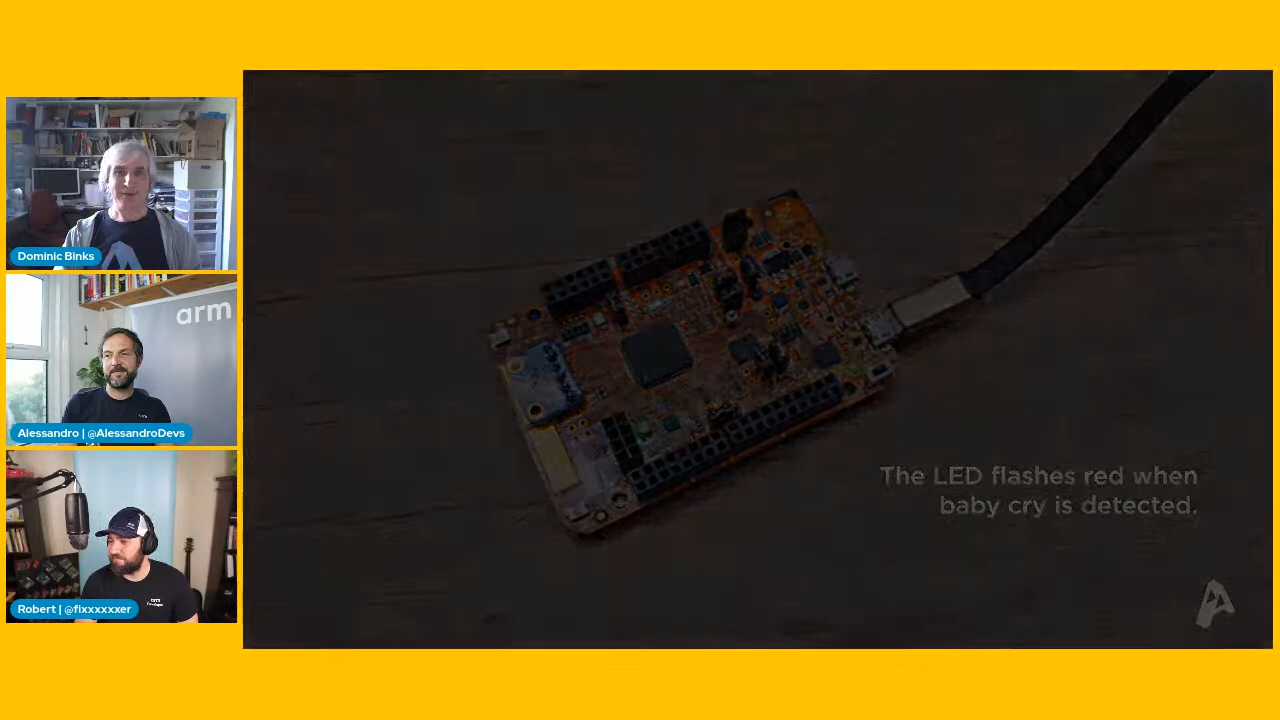 Dominic Binks
arm
Alessandro | @AlessandroDevs
Robert | @fixxxxxxer
The LED flashes red when
baby cry is detected.